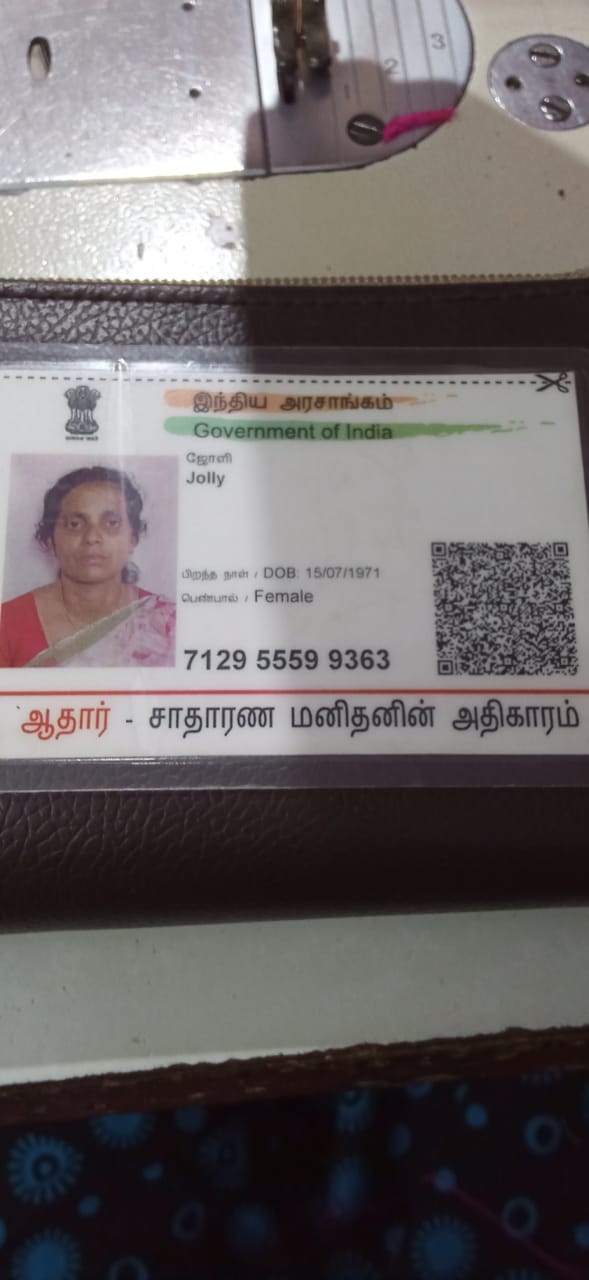 3
2
1
இந்திய அரசாங்கம்
Government of India
ஜோளி
Jolly
பிறந்த நாள் / DOB: 15/07/1971
பெண்பால் / Female
7129 5559 9363
ஆதார் - சாதாரண மனிதனின் அதிகாரம்